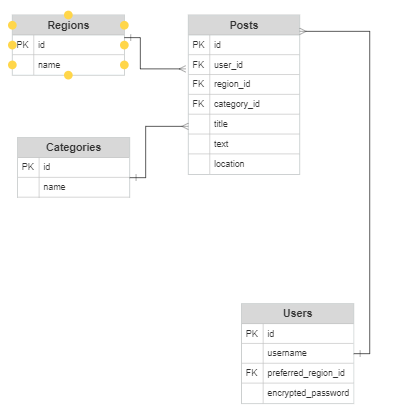 Regions
PK id
name
Posts
PK id
FK user_id
FK region_id
FK category_id
title
text
location
Categories
PK id
name
Users
PK id
username
FK preferred_region_id
encrypted_password